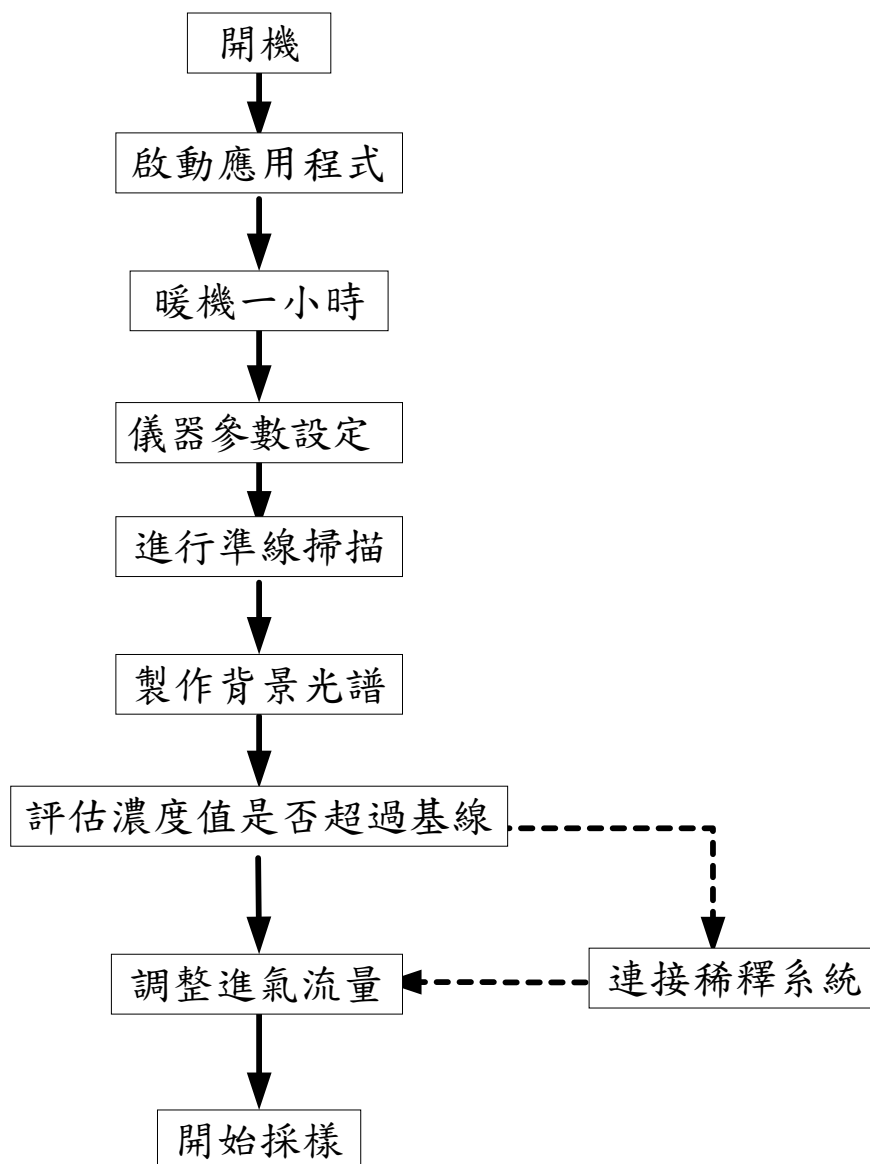 開機
啟動應用程式
暖機一小時
儀器參數設定
進行準線掃描
製作背景光譜
評估濃度值是否超過基線
調整進氣流量
連接稀釋系統
開始採樣